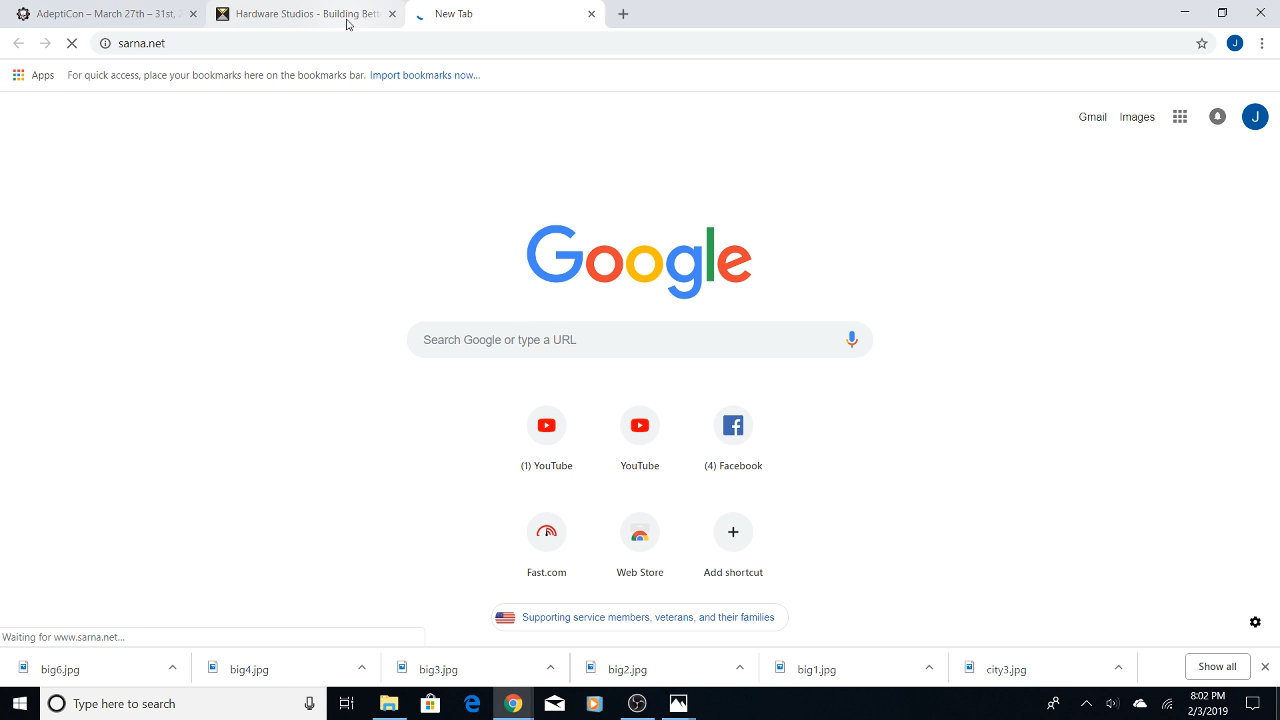 AdeptiCon – March 27th - 31st,
Hardware Studios - Building Bett
New Tab
sarna.net
J
Apps
For quick access, place your bookmarks here on the bookmarks bar. Import bookmarks now...
Gmail
Images
J
Google
Search Google or type a URL
(1) YouTube
YouTube
(4) Facebook
Fast.com
Web Store
Add shortcut
Supporting service members, veterans, and their families
Waiting for www.sarna.net...
big6.jpg
big4.jpg
big3.jpg
big2.jpg
big1.jpg
city3.jpg
Show all
Type here to search
8:02 PM
2/3/2019